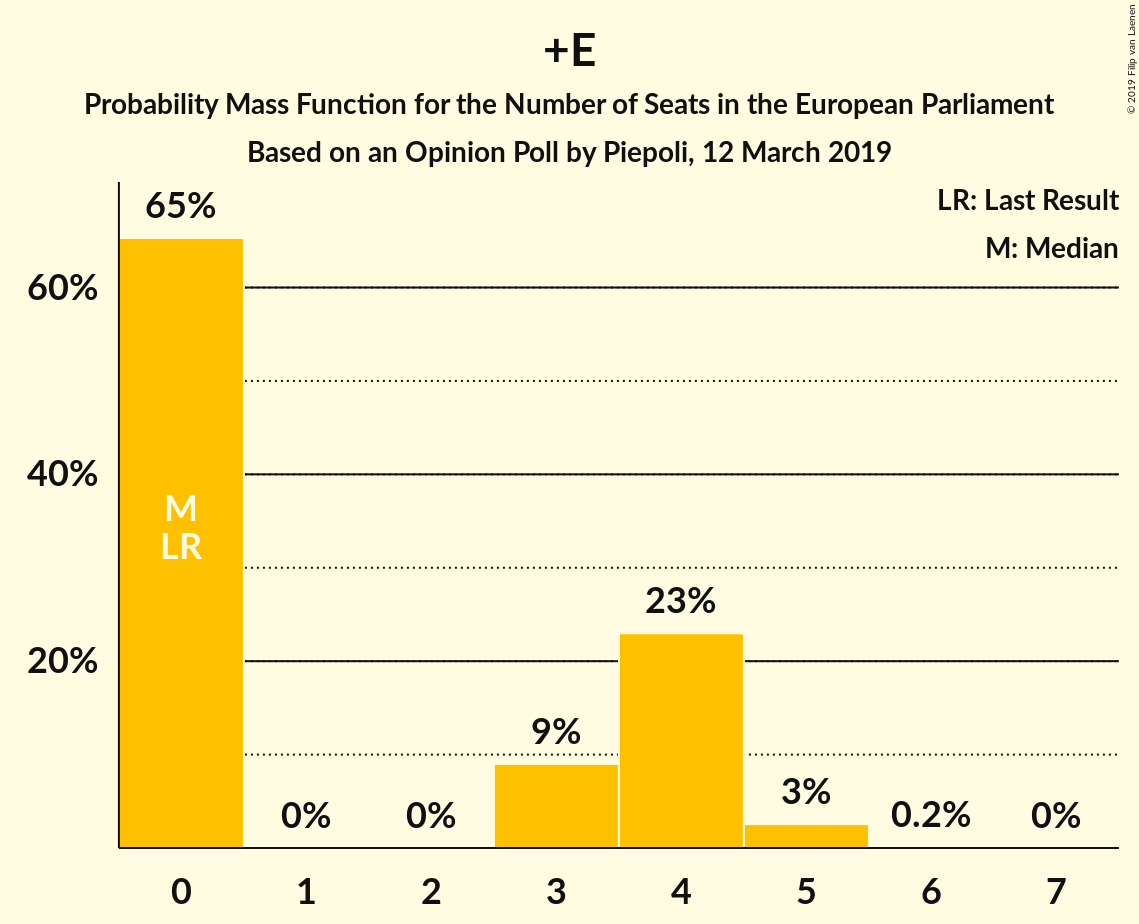 +E
Probability Mass Function for the Number of Seats in the European Parliament
Based on an Opinion Poll by Piepoli, 12 March 2019
© 2019 Filip van Laenen
LR: Last Result
M: Median
65%
60%
40%
20%
M
LR
0%
0%
9%
23%
3%
0.2%
0%
0
1
2
3
4
5
6
7